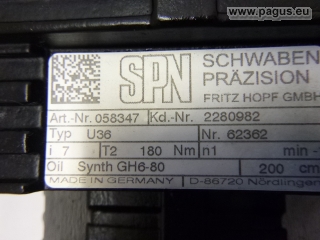 www.pagus.eu
SPN SCHWABEN
PRÄZISION
FRITZ HOPF GMBH
Art.-Nr. 058347 Kd.-Nr. 2280982
Typ U36 Nr. 62362
i 7 T2 180 Nm n1 min
Oil Synth GH6-80 200 cm
MADE IN GERMANY D-86720 Nördlingen